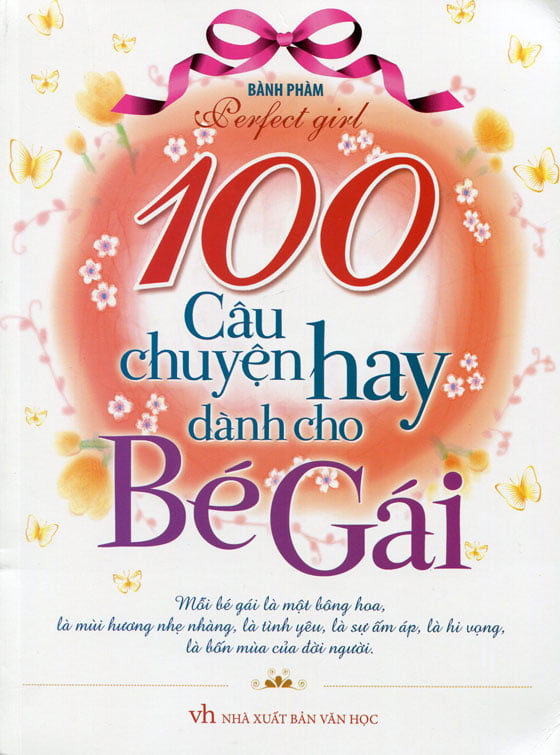 BÀNH PHÀM
Perfect girl
100
Câu
chuyện hay
dành cho
Bé Gái
Mỗi bé gái là một bông hoa,
là mùi hương nhẹ nhàng, là tình yêu, là sự ấm áp, là hi vọng,
là bốn mùa của đời người.
vh NHÀ XUẤT BẢN VĂN HỌC